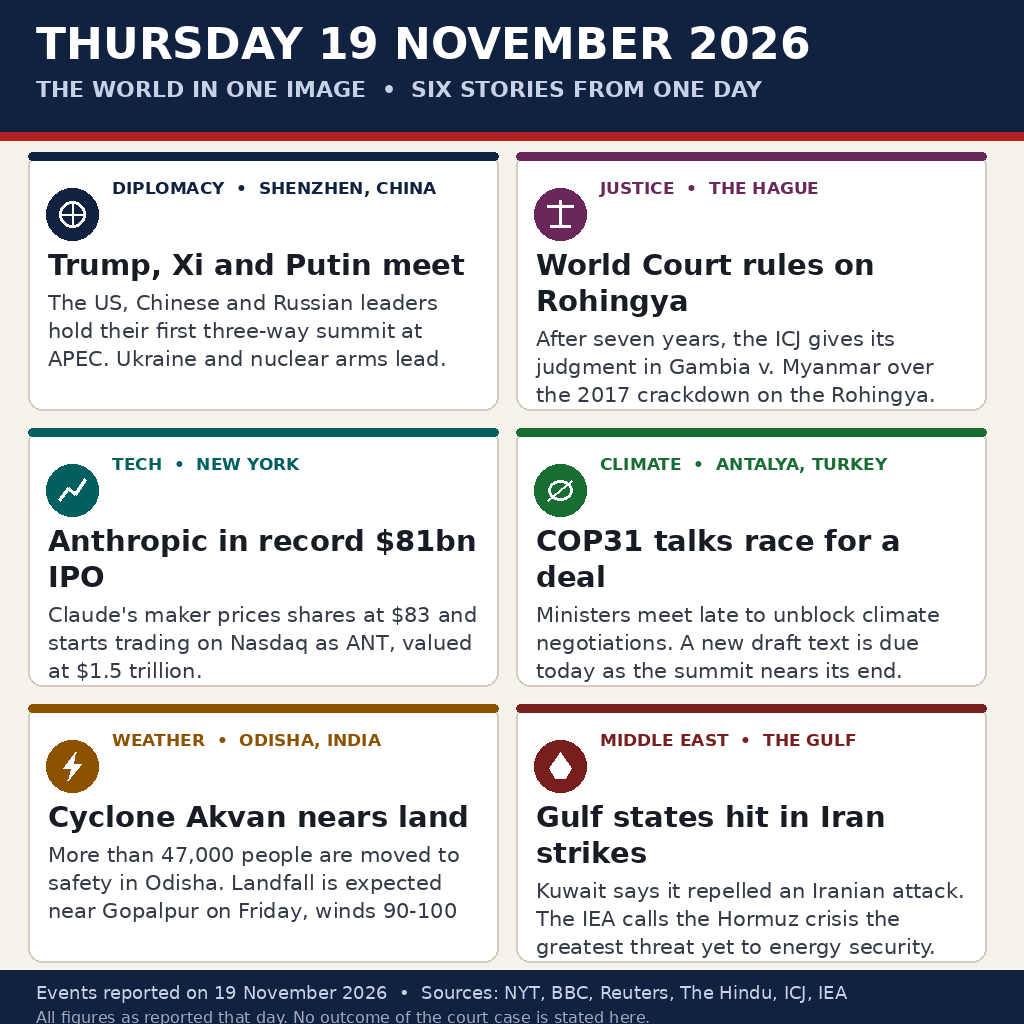 THURSDAY 19 NOVEMBER 2026
THE WORLD IN ONE IMAGE • SIX STORIES FROM ONE DAY
DIPLOMACY • SHENZHEN, CHINA
Trump, Xi and Putin meet
The US, Chinese and Russian leaders
hold their first three-way summit at
APEC. Ukraine and nuclear arms lead.
JUSTICE • THE HAGUE
World Court rules on
Rohingya
After seven years, the ICJ gives its
judgment in Gambia v. Myanmar over
the 2017 crackdown on the Rohingya.
TECH • NEW YORK
Anthropic in record $81bn
IPO
Claude's maker prices shares at $83 and
starts trading on Nasdaq as ANT, valued
at $1.5 trillion.
CLIMATE • ANTALYA, TURKEY
COP31 talks race for a
deal
Ministers meet late to unblock climate
negotiations. A new draft text is due
today as the summit nears its end.
WEATHER • ODISHA, INDIA
Cyclone Akvan nears land
More than 47,000 people are moved to
safety in Odisha. Landfall is expected
near Gopalpur on Friday, winds 90-100
MIDDLE EAST • THE GULF
Gulf states hit in Iran
strikes
Kuwait says it repelled an Iranian attack.
The IEA calls the Hormuz crisis the
greatest threat yet to energy security.
Events reported on 19 November 2026 • Sources: NYT, BBC, Reuters, The Hindu, ICJ, IEA
All figures as reported that day. No outcome of the court case is stated here.